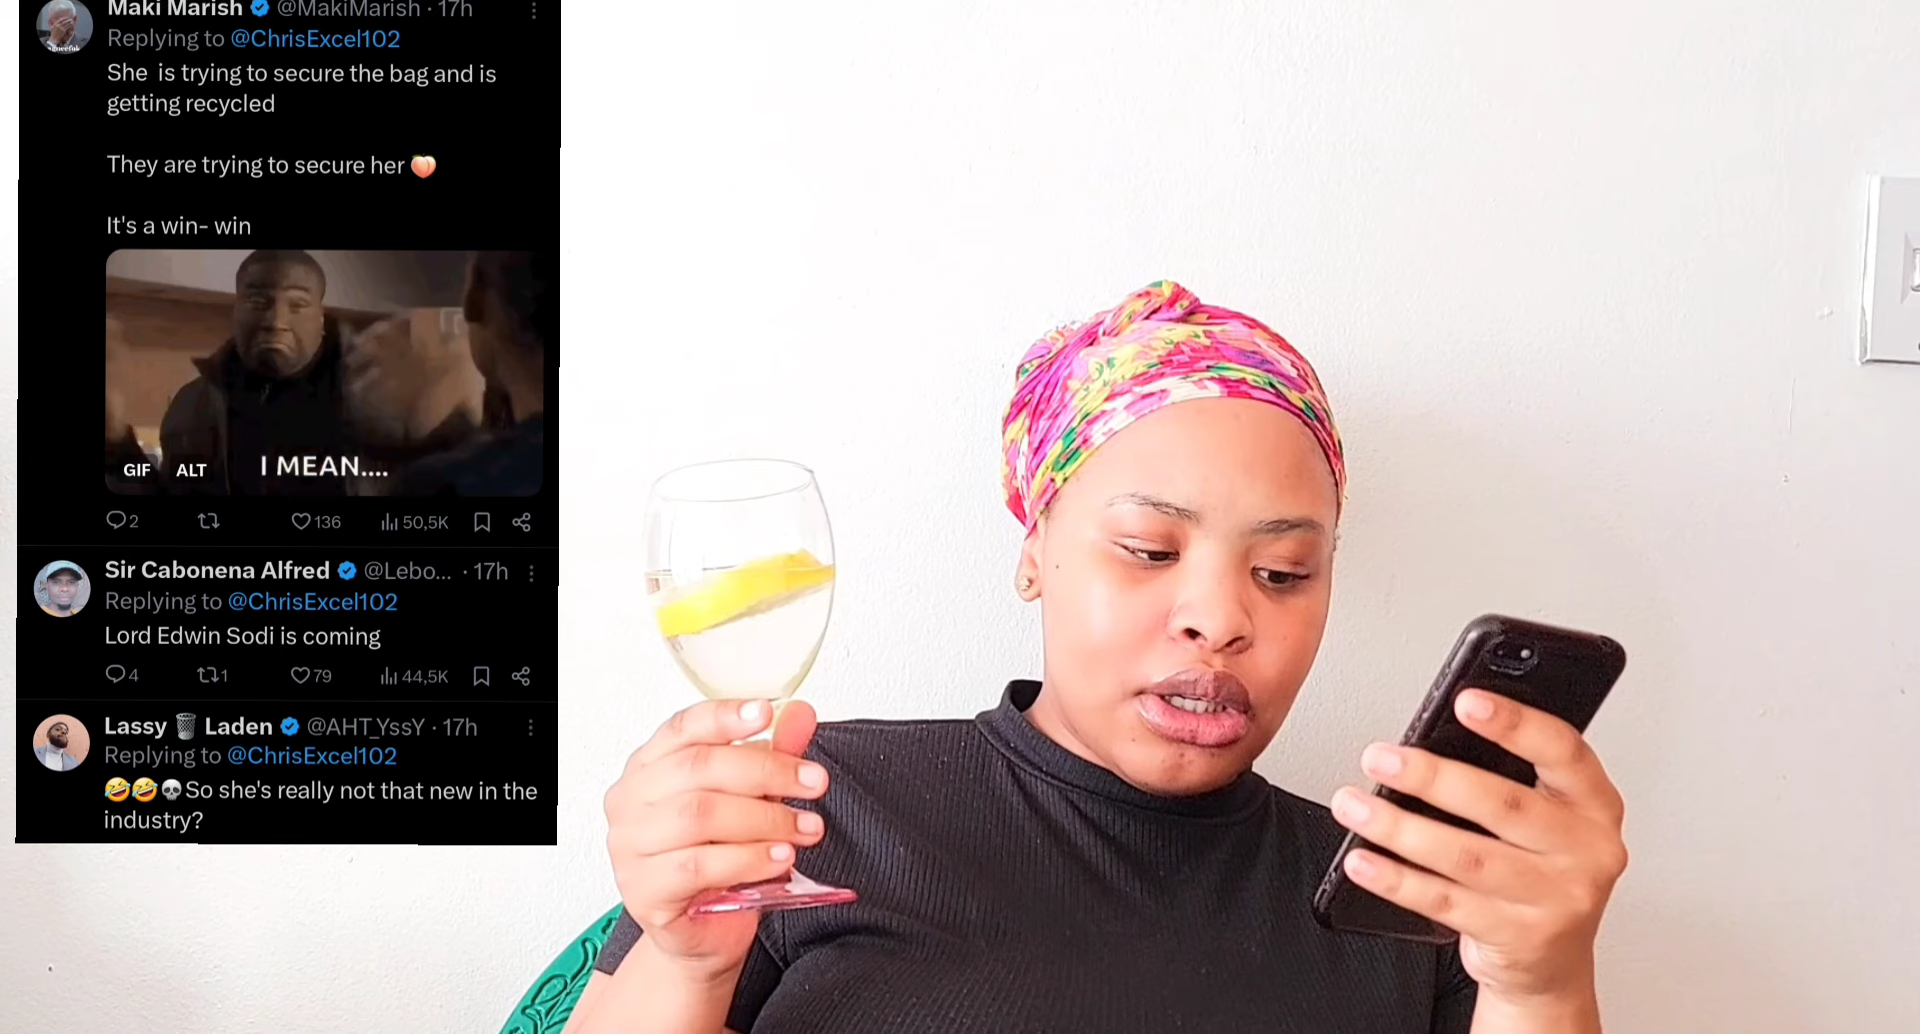 Maki Marish @MakiMarish · 17h
Replying to @ChrisExcel102
She is trying to secure the bag and is
getting recycled
They are trying to secure her 🍑
It's a win- win
I MEAN....
GIF ALT
2 136 50,5K
Sir Cabonena Alfred @Lebo... · 17h
Replying to @ChrisExcel102
Lord Edwin Sodi is coming
4 1 79 44,5K
Lassy 🗑️ Laden @AHT_YssY · 17h
Replying to @ChrisExcel102
🤣🤣💀So she's really not that new in the
industry?